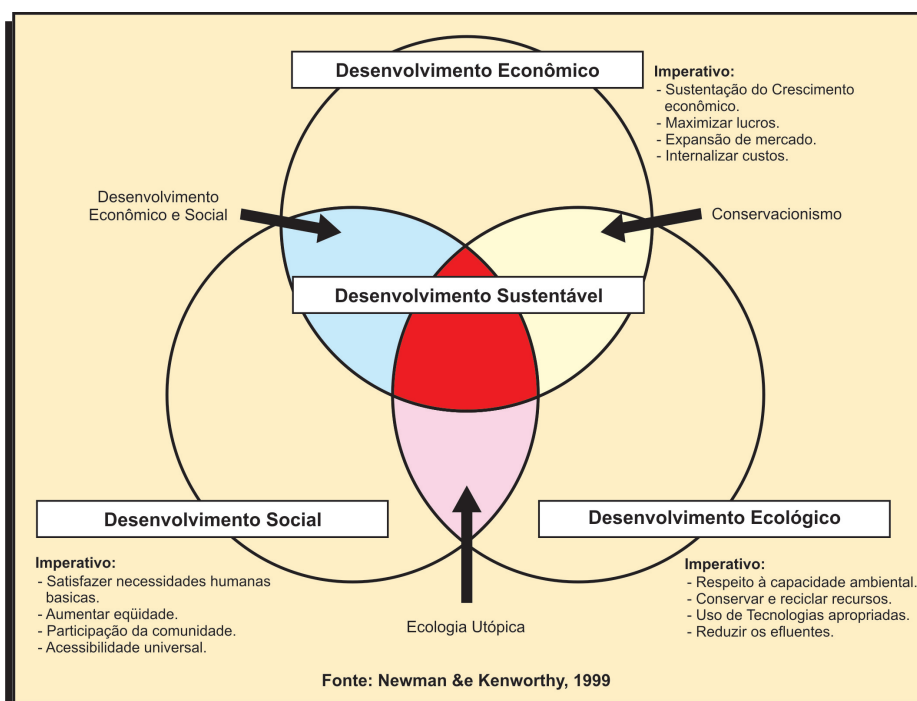 Desenvolvimento Econômico
Imperativo:
- Sustentação do Crescimento
econômico.
- Maximizar lucros.
- Expansão de mercado.
- Internalizar custos.
Desenvolvimento
Econômico e Social
Conservacionismo
Desenvolvimento Sustentável
Desenvolvimento Social
Imperativo:
- Satisfazer necessidades humanas
basicas.
- Aumentar eqüidade.
- Participação da comunidade.
- Acessibilidade universal.
Desenvolvimento Ecológico
Imperativo:
- Respeito à capacidade ambiental.
- Conservar e reciclar recursos.
- Uso de Tecnologias apropriadas.
- Reduzir os efluentes.
Ecologia Utópica
Fonte: Newman &e Kenworthy, 1999